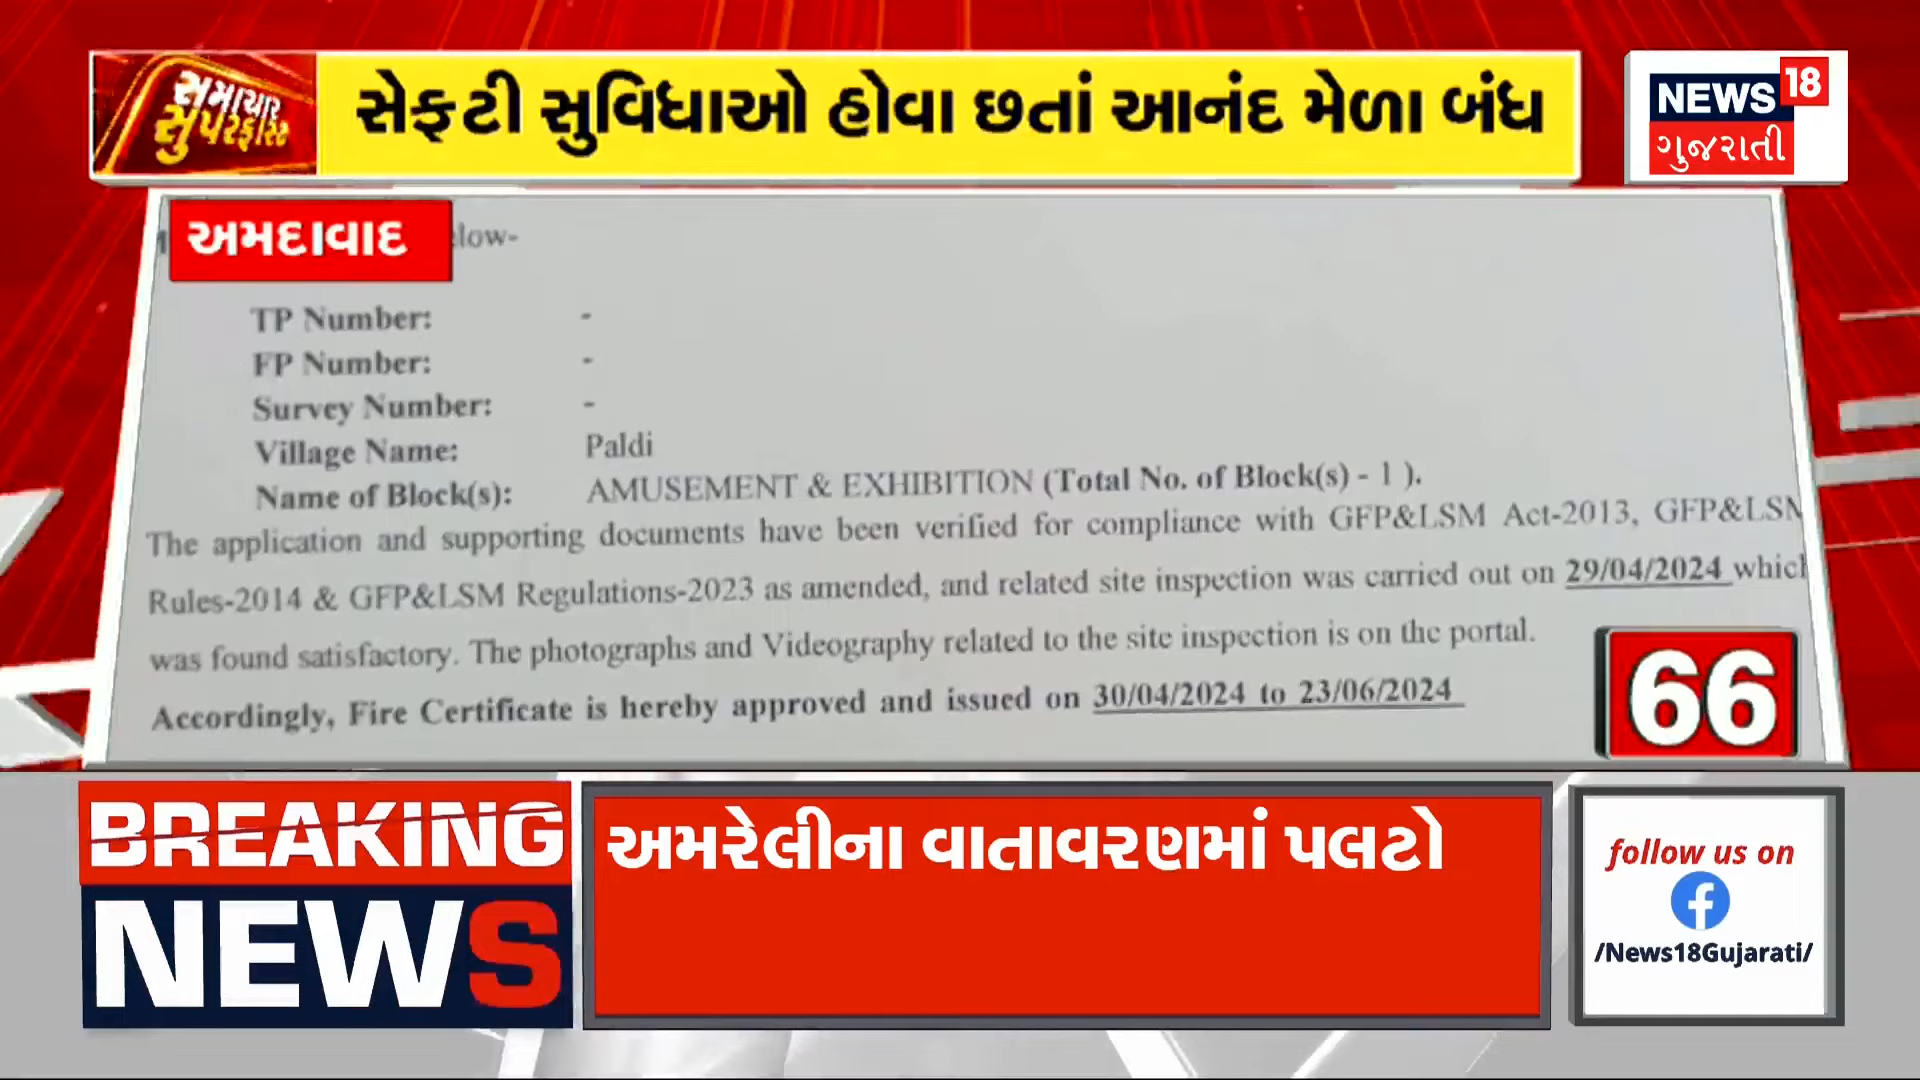 સમાચાર
સુપરફાસ્ટ
સેફટી સુવિધાઓ હોવા છતાં આનંદ મેળા બંધ
NEWS 18
ગુજરાતી
અમદાવાદ
low-
TP Number: -
FP Number: -
Survey Number: -
Village Name: Paldi
Name of Block(s): AMUSEMENT & EXHIBITION (Total No. of Block(s) - 1 ).
The application and supporting documents have been verified for compliance with GFP&LSM Act-2013, GFP&LSM
Rules-2014 & GFP&LSM Regulations-2023 as amended, and related site inspection was carried out on 29/04/2024 which
was found satisfactory. The photographs and Videography related to the site inspection is on the portal.
Accordingly, Fire Certificate is hereby approved and issued on 30/04/2024 to 23/06/2024
66
BREAKING
NEWS
અમરેલીના વાતાવરણમાં પલટો
follow us on
/News18Gujarati/